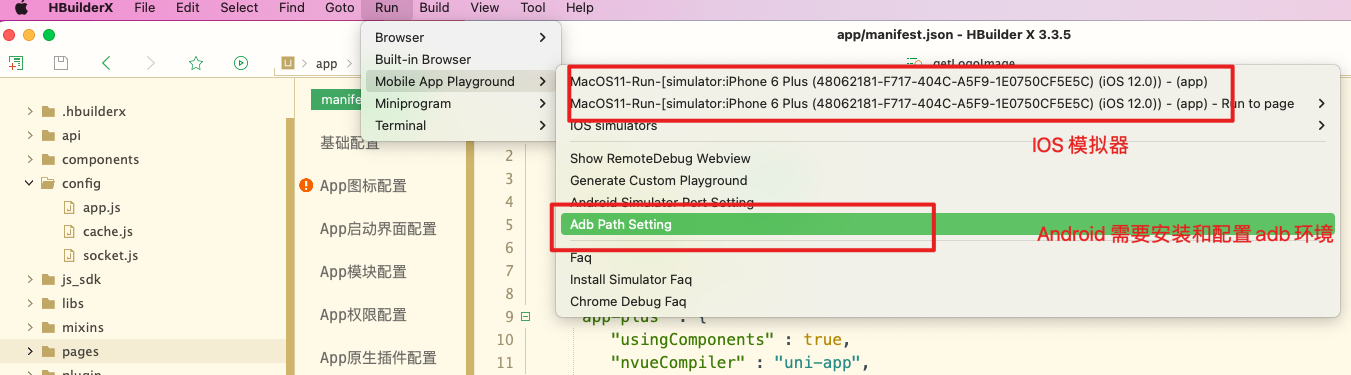 HBuilderX File Edit Select Find Goto Run Build View Tool Help
app/manifest.json - HBuilder X 3.3.5
app
getLogoImage
Browser
Built-in Browser
Mobile App Playground
Miniprogram
Terminal
MacOS11-Run-[simulator:iPhone 6 Plus (48062181-F717-404C-A5F9-1E0750CF5E5C) (iOS 12.0)) - (app)
MacOS11-Run-[simulator:iPhone 6 Plus (48062181-F717-404C-A5F9-1E0750CF5E5C) (iOS 12.0)) - (app) - Run to page
IOS simulators
IOS 模拟器
Show RemoteDebug Webview
Generate Custom Playground
Android Simulator Port Setting
Adb Path Setting
Android 需要安装和配置 adb 环境
Faq
Install Simulator Faq
Chrome Debug Faq
.hbuilderx
api
components
config
app.js
cache.js
socket.js
js_sdk
libs
mixins
pages
plugin
manife
基础配置
App图标配置
App启动界面配置
App模块配置
App权限配置
App原生插件配置
2
3
4
5
6
7
8
9 "app-plus" : {
10 "usingComponents" : true,
11 "nvueCompiler" : "uni-app",